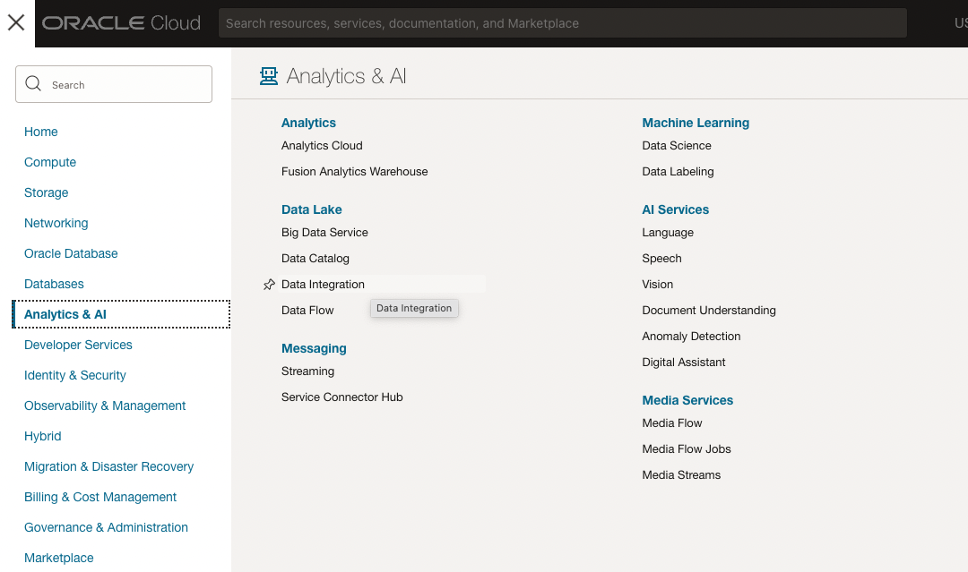 ORACLE Cloud
Search resources, services, documentation, and Marketplace
US
Search
Home
Compute
Storage
Networking
Oracle Database
Databases
Analytics & AI
Developer Services
Identity & Security
Observability & Management
Hybrid
Migration & Disaster Recovery
Billing & Cost Management
Governance & Administration
Marketplace
Analytics & AI
Analytics
Analytics Cloud
Fusion Analytics Warehouse
Data Lake
Big Data Service
Data Catalog
Data Integration
Data Flow
Data Integration
Messaging
Streaming
Service Connector Hub
Machine Learning
Data Science
Data Labeling
AI Services
Language
Speech
Vision
Document Understanding
Anomaly Detection
Digital Assistant
Media Services
Media Flow
Media Flow Jobs
Media Streams